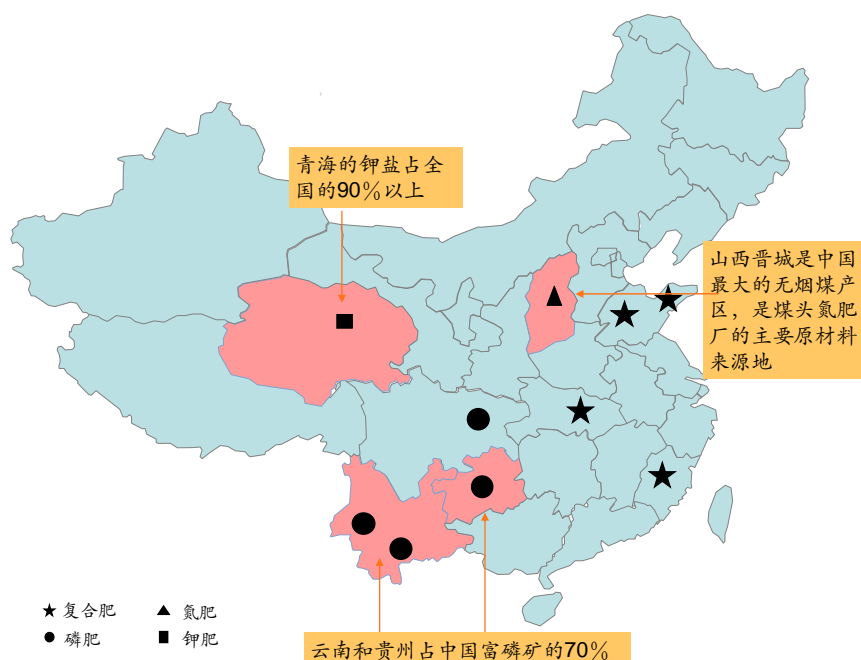 青海的钾盐占全
国的90%以上
山西晋城是中国
最大的无烟煤产
区，是煤头氮肥
厂的主要原材料
来源地
复合肥
氮肥
磷肥
钾肥
云南和贵州占中国富磷矿的70%